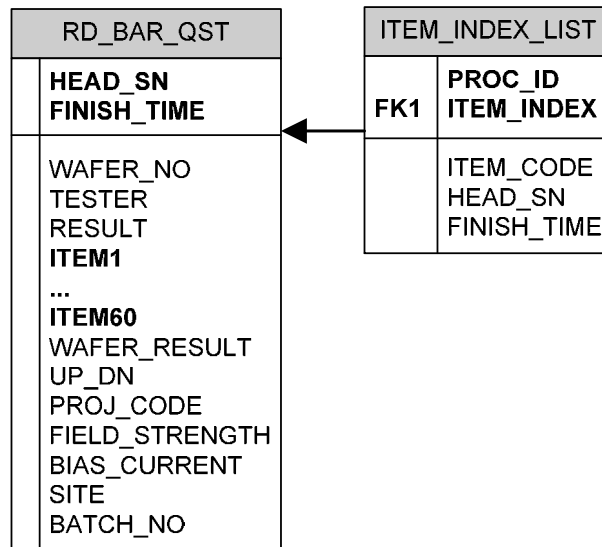 RD_BAR_QST
HEAD_SN
FINISH_TIME
WAFER_NO
TESTER
RESULT
ITEM1
...
ITEM60
WAFER_RESULT
UP_DN
PROJ_CODE
FIELD_STRENGTH
BIAS_CURRENT
SITE
BATCH_NO
ITEM_INDEX_LIST
PROC_ID
FK1 ITEM_INDEX
ITEM_CODE
HEAD_SN
FINISH_TIME